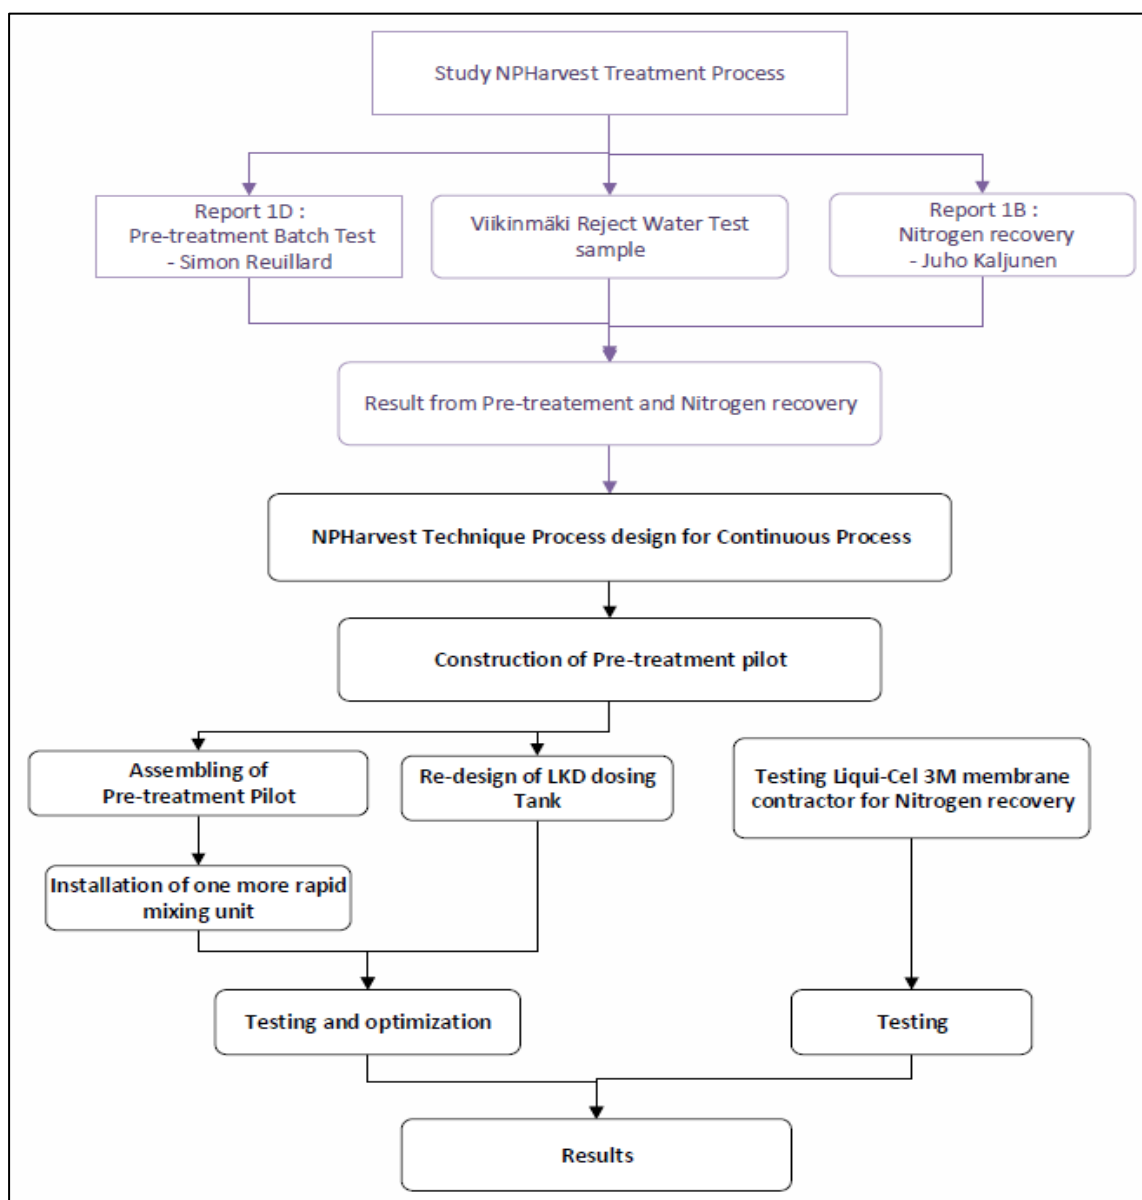 Study NPHarvest Treatment Process
Report 1D :
Pre-treatment Batch Test
- Simon Reuillard
Viikinmäki Reject Water Test
sample
Report 1B :
Nitrogen recovery
- Juho Kaljunen
Result from Pre-treatement and Nitrogen recovery
NPHarvest Technique Process design for Continuous Process
Construction of Pre-treatment pilot
Assembling of
Pre-treatment Pilot
Re-design of LKD dosing
Tank
Testing Liqui-Cel 3M membrane
contractor for Nitrogen recovery
Installation of one more rapid
mixing unit
Testing and optimization
Testing
Results